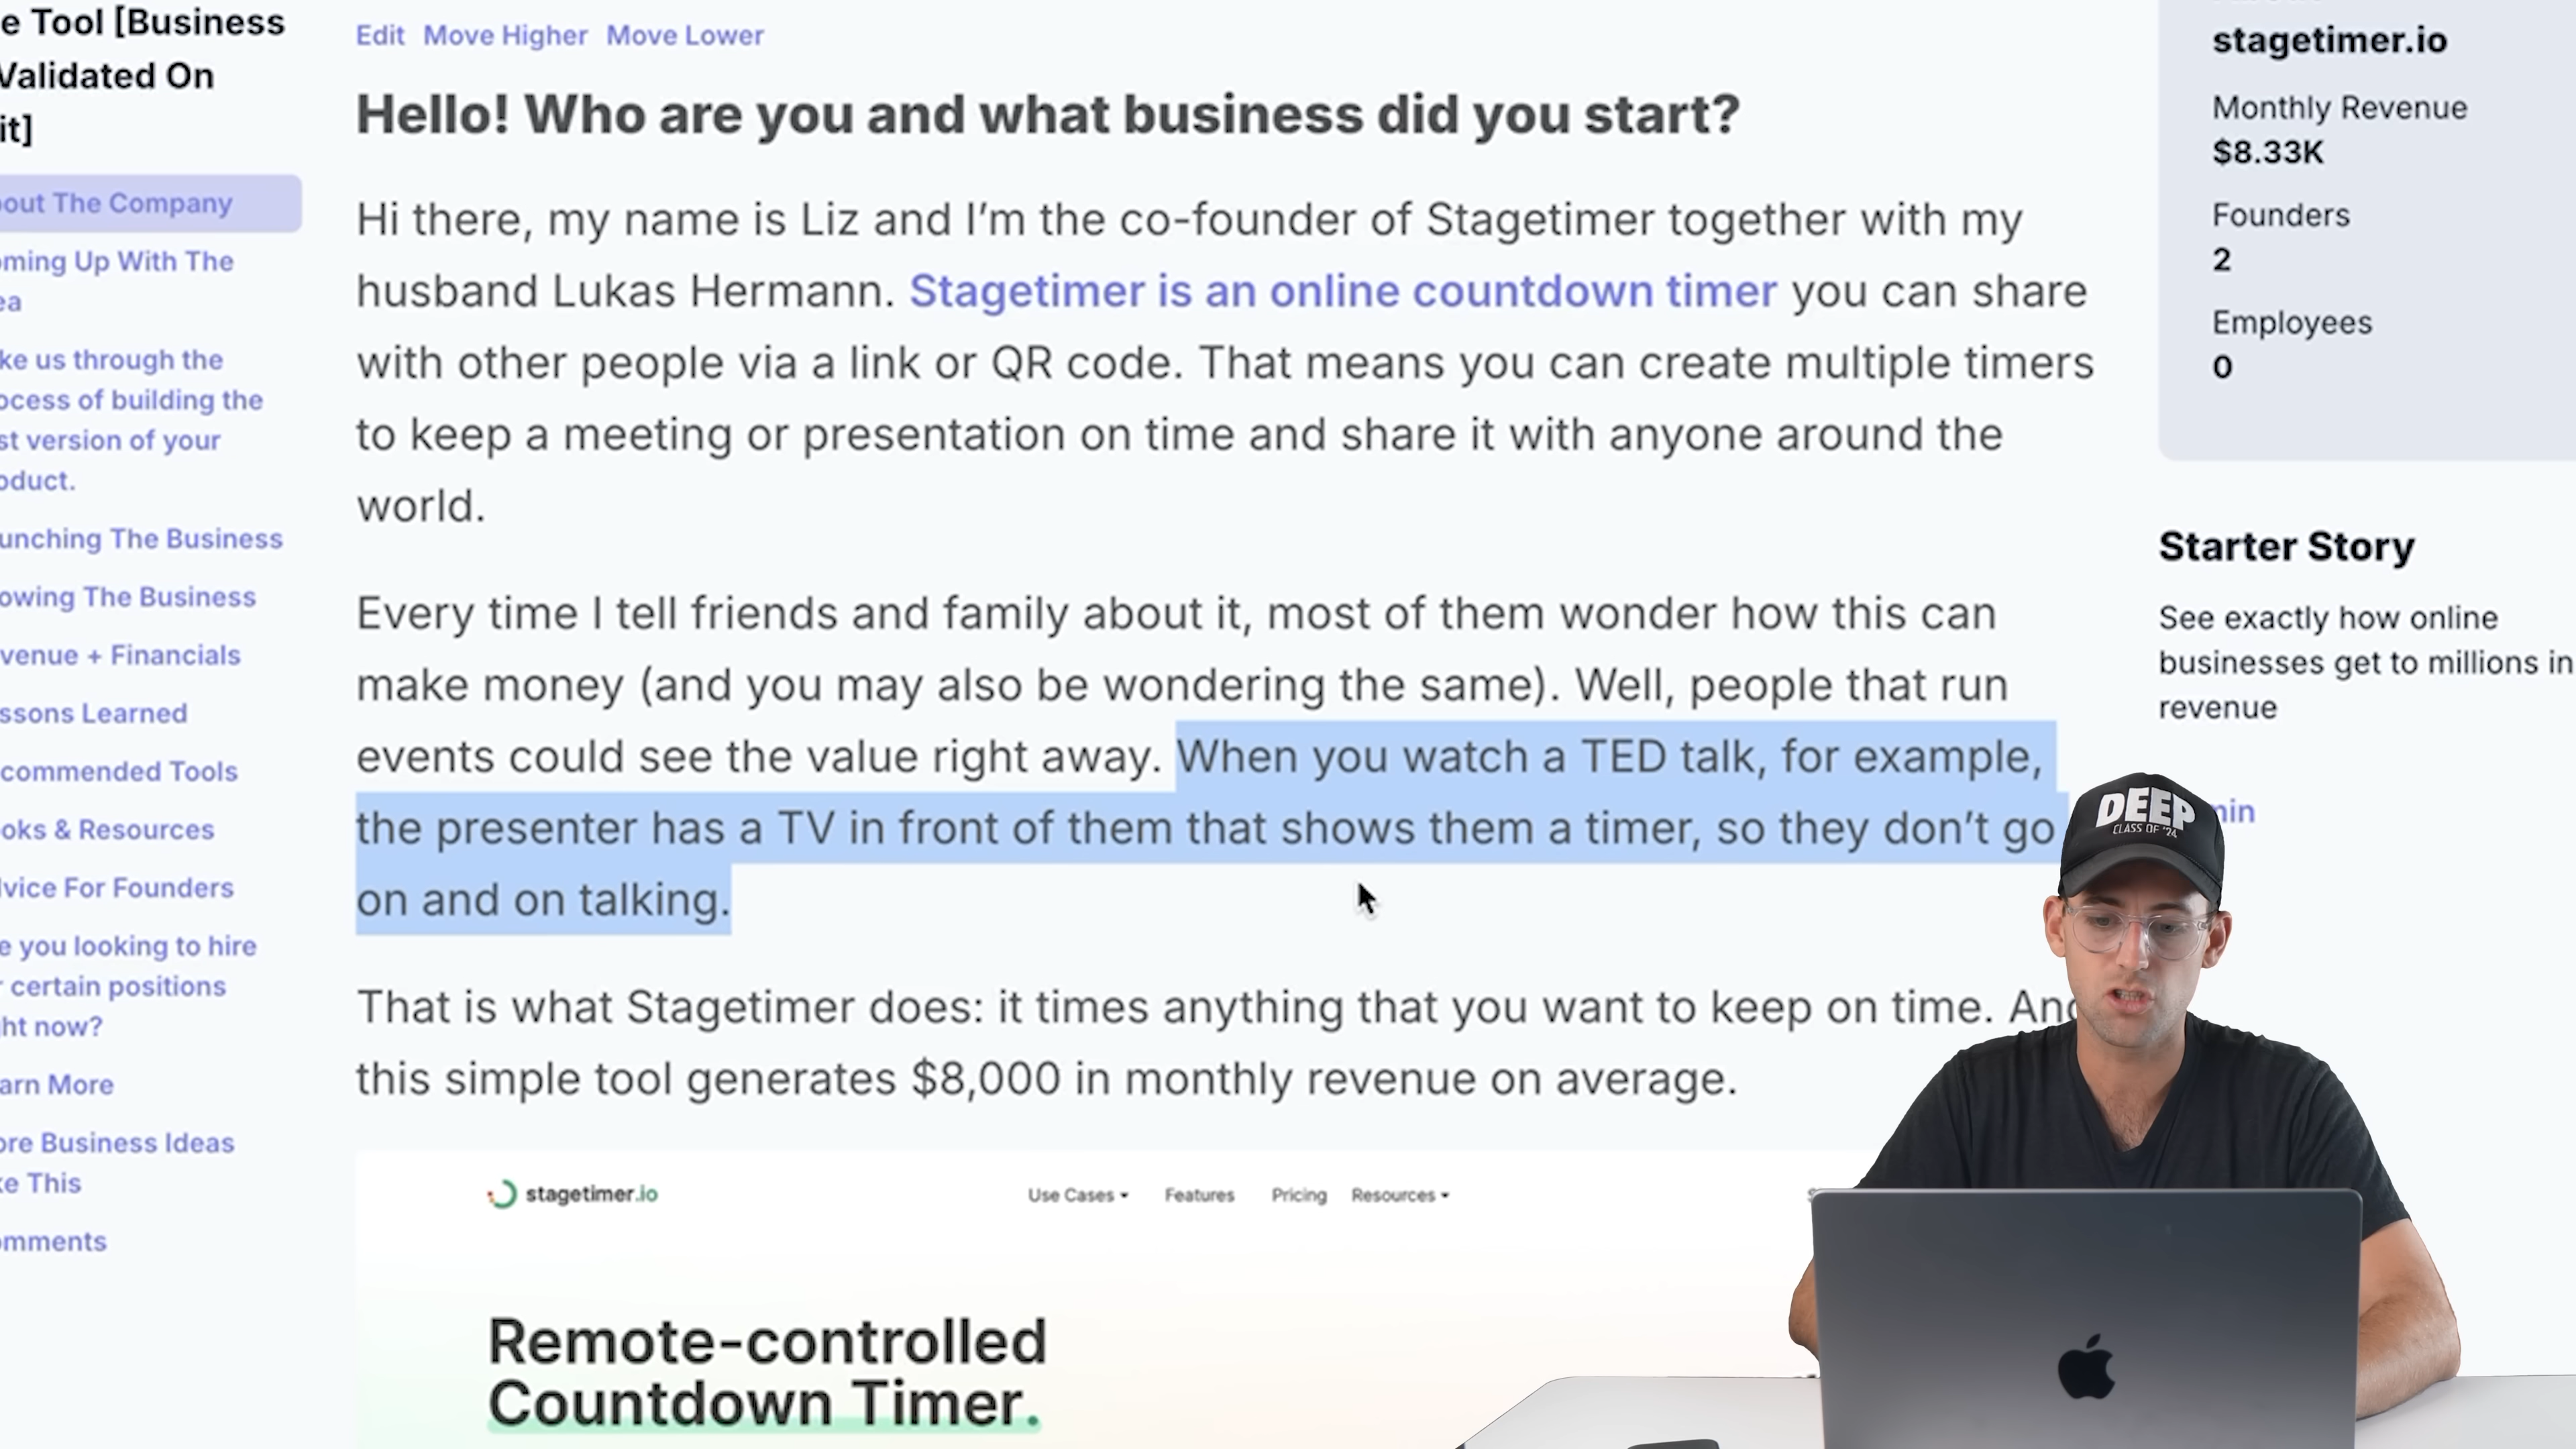 e Tool [Business
Validated On
it]
out The Company
ming Up With The
ea
ke us through the
ocess of building the
st version of your
oduct.
unching The Business
owing The Business
venue + Financials
ssons Learned
commended Tools
oks & Resources
vice For Founders
e you looking to hire
r certain positions
ht now?
arn More
ore Business Ideas
ke This
omments
Edit Move Higher Move Lower
Hello! Who are you and what business did you start?
Hi there, my name is Liz and I’m the co-founder of Stagetimer together with my
husband Lukas Hermann. Stagetimer is an online countdown timer you can share
with other people via a link or QR code. That means you can create multiple timers
to keep a meeting or presentation on time and share it with anyone around the
world.
Every time I tell friends and family about it, most of them wonder how this can
make money (and you may also be wondering the same). Well, people that run
events could see the value right away. When you watch a TED talk, for example,
the presenter has a TV in front of them that shows them a timer, so they don’t go
on and on talking.
That is what Stagetimer does: it times anything that you want to keep on time. And
this simple tool generates $8,000 in monthly revenue on average.
stagetimer.io
Use Cases Features Pricing Resources
Remote-controlled
Countdown Timer.
stagetimer.io
Monthly Revenue
$8.33K
Founders
2
Employees
0
Starter Story
See exactly how online
businesses get to millions in
revenue
min
DEEP
CLASS OF '24